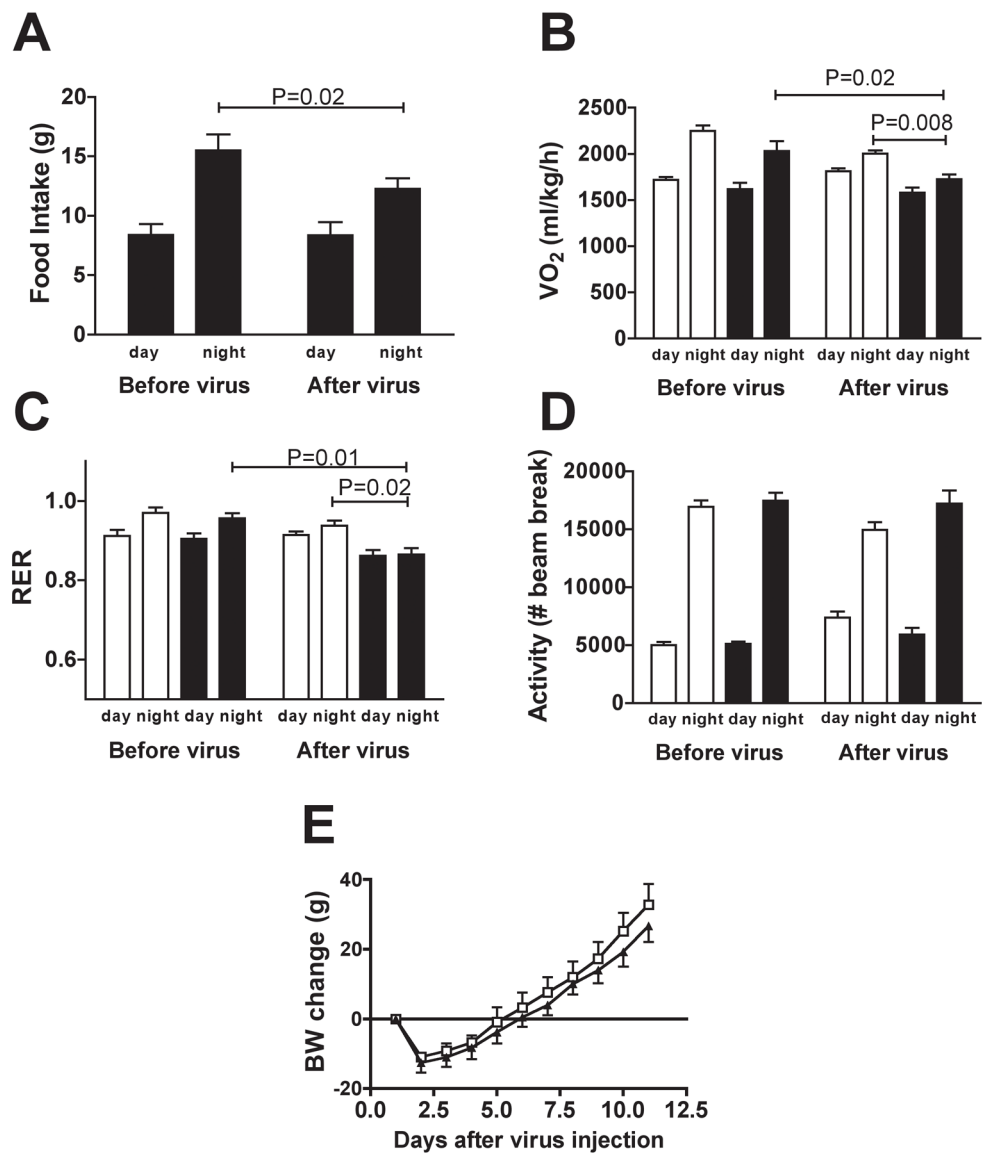 A
Food Intake (g)
20
15
10
5
0
P=0.02
day night day night
Before virus After virus
B
VO2 (ml/kg/h)
2500
2000
1500
1000
500
0
P=0.02
P=0.008
day night day night day night day night
Before virus After virus
C
RER
1.0
0.8
0.6
P=0.01
P=0.02
day night day night day night day night
Before virus After virus
D
Activity (# beam break)
20000
15000
10000
5000
0
day night day night day night day night
Before virus After virus
E
BW change (g)
40
20
0
-20
0.0 2.5 5.0 7.5 10.0 12.5
Days after virus injection